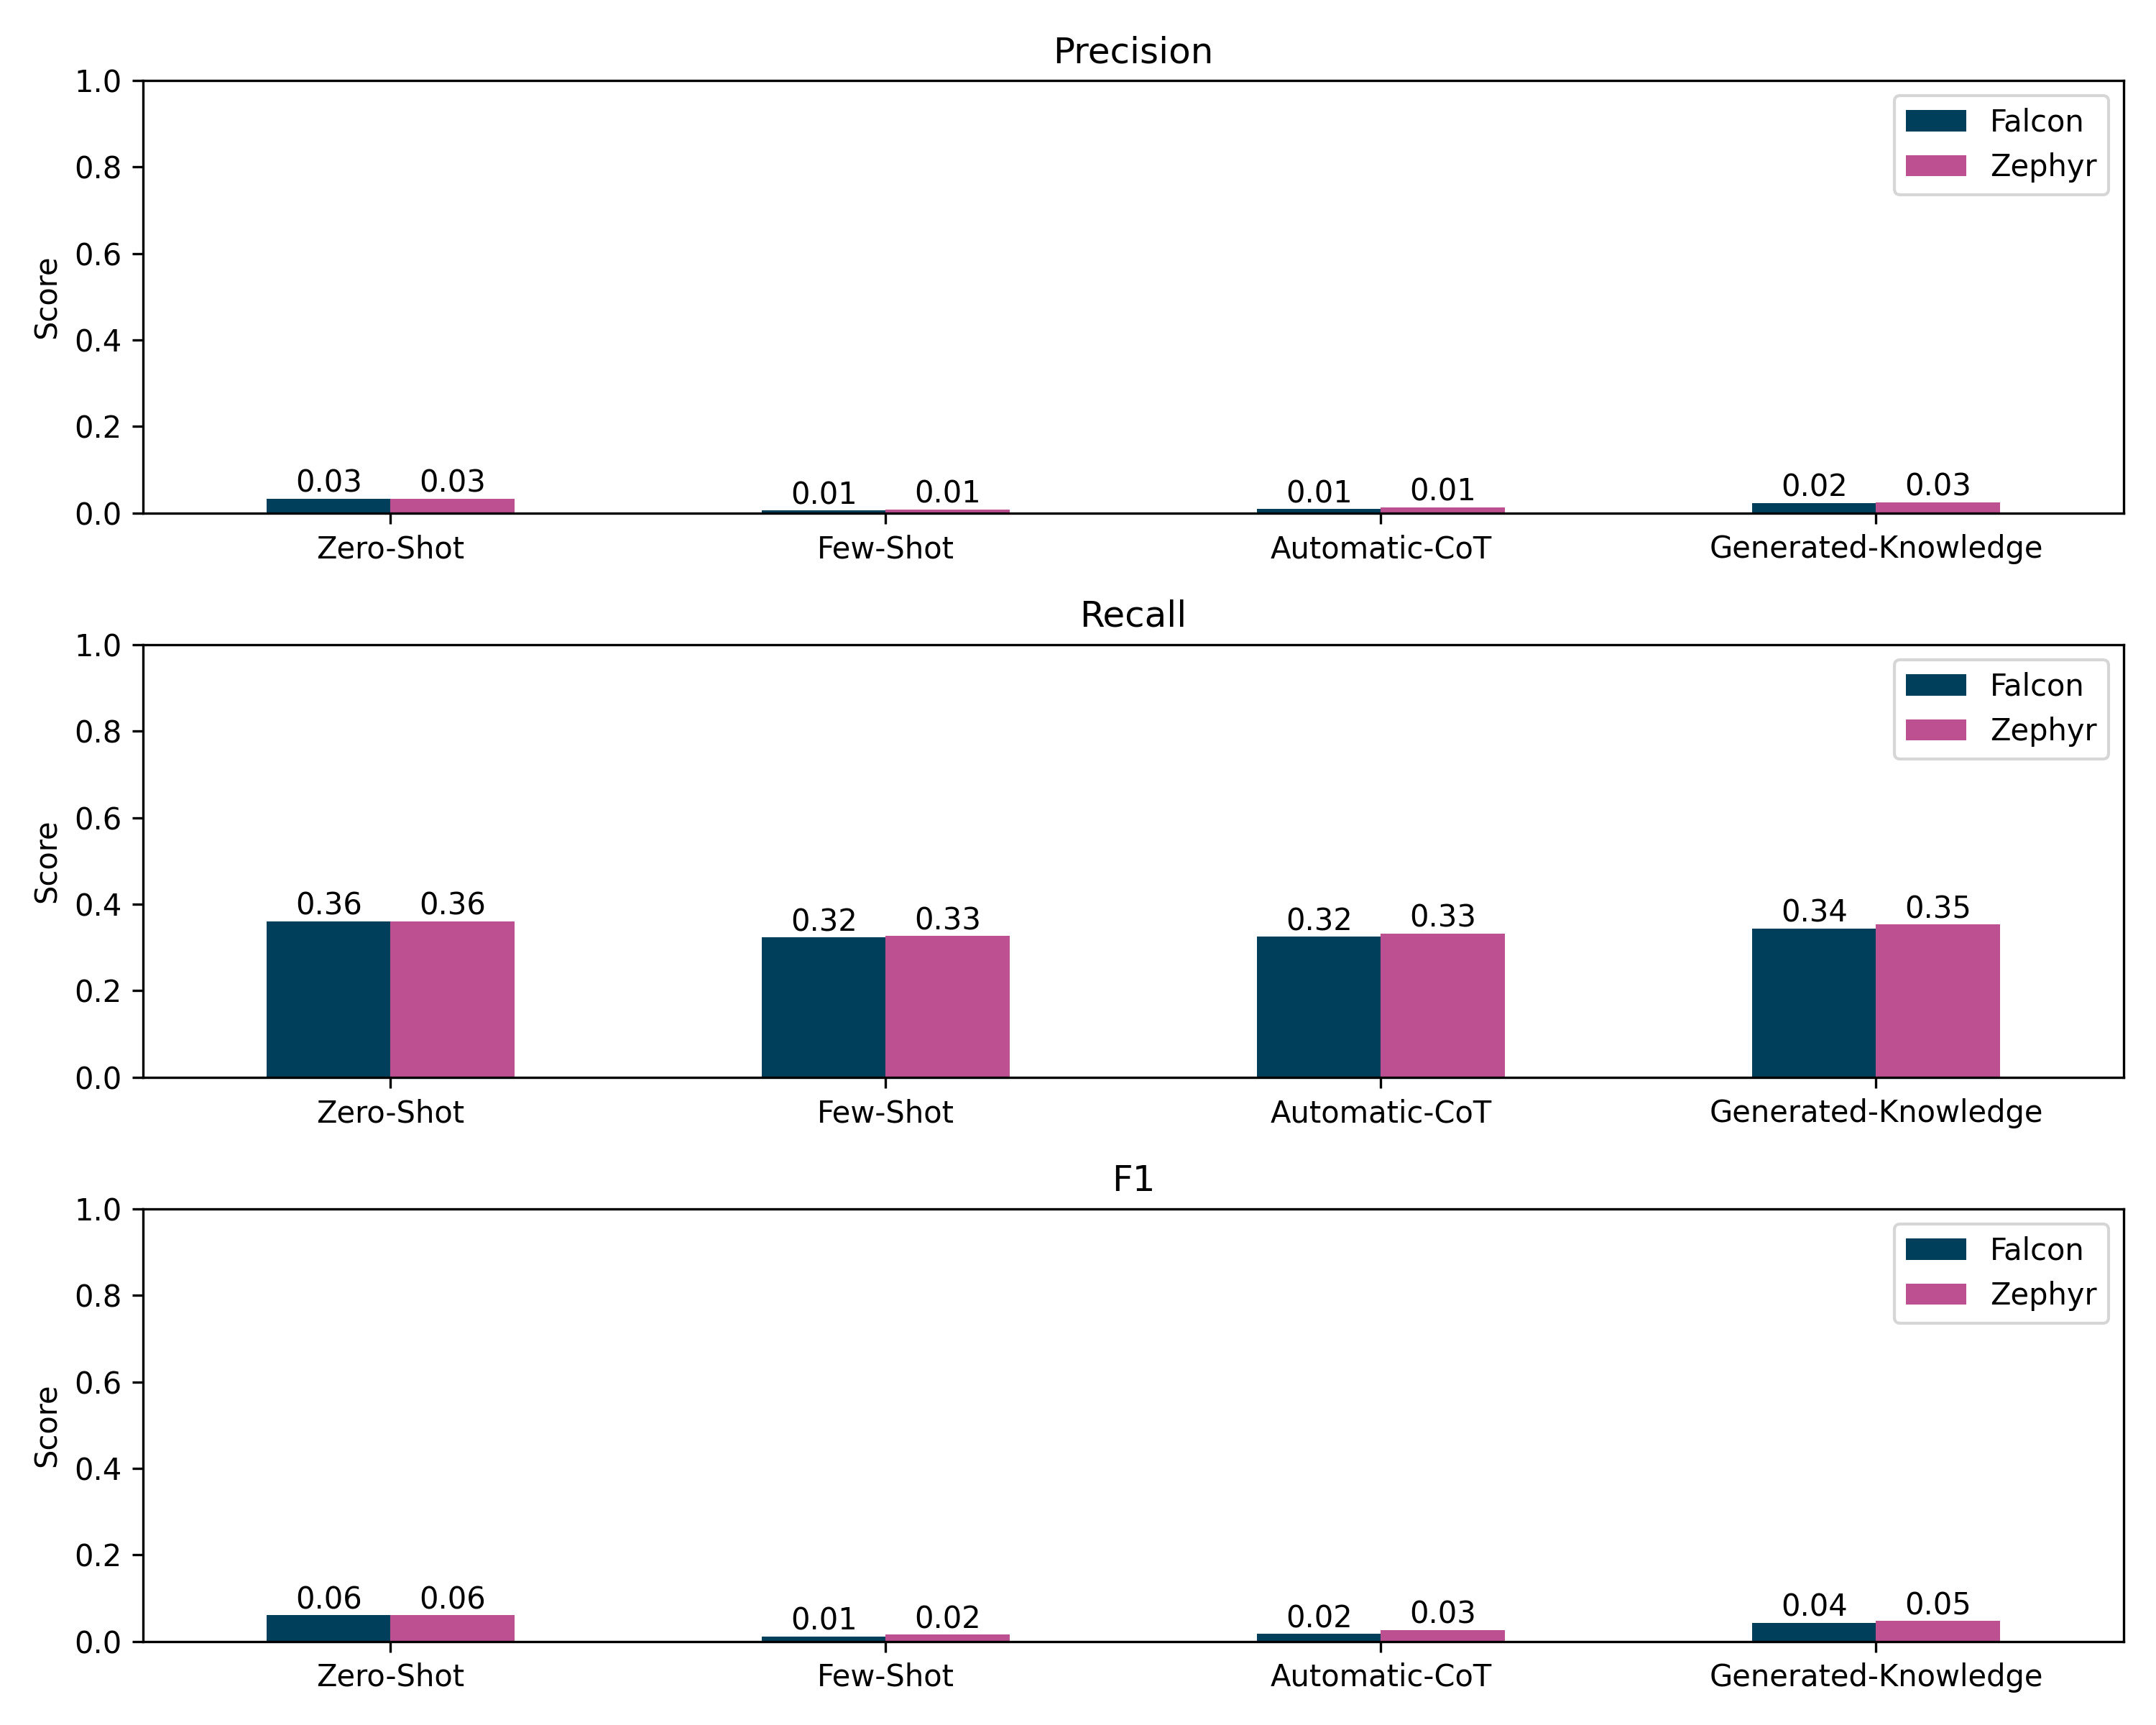 Precision
1.0
0.8
0.6
0.4
0.2
0.0
Score
Falcon
Zephyr
0.03 0.03 0.01 0.01 0.01 0.01 0.02 0.03
Zero-Shot Few-Shot Automatic-CoT Generated-Knowledge
Recall
1.0
0.8
0.6
0.4
0.2
0.0
Score
Falcon
Zephyr
0.36 0.36 0.32 0.33 0.32 0.33 0.34 0.35
Zero-Shot Few-Shot Automatic-CoT Generated-Knowledge
F1
1.0
0.8
0.6
0.4
0.2
0.0
Score
Falcon
Zephyr
0.06 0.06 0.01 0.02 0.02 0.03 0.04 0.05
Zero-Shot Few-Shot Automatic-CoT Generated-Knowledge